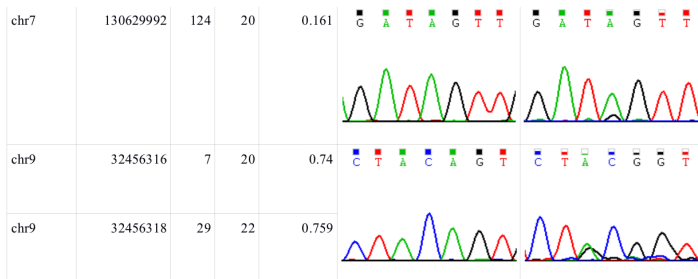 chr7 130629992 124 20 0.161 G A T A G T T G A T A G T T
chr9 32456316 7 20 0.74 C T A C A G T C T A C G G T
chr9 32456318 29 22 0.759